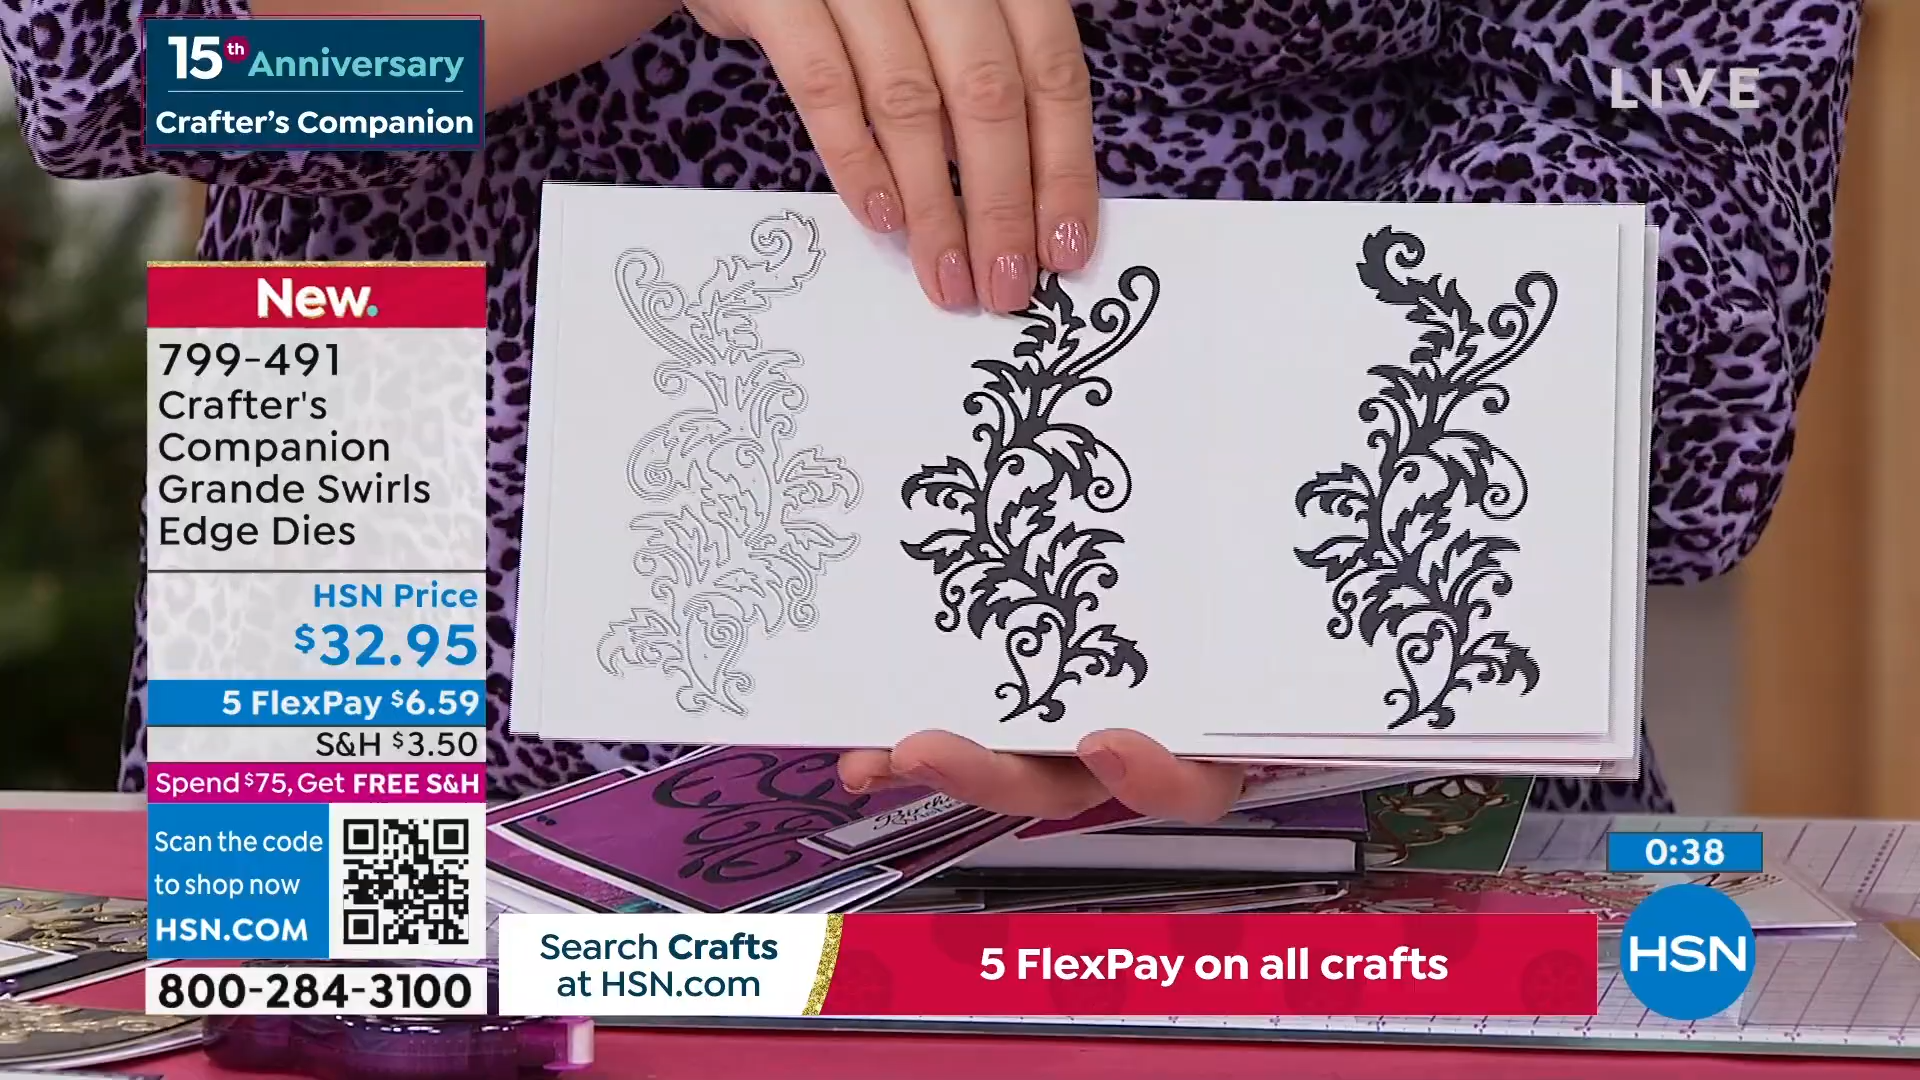 15th Anniversary
Crafter's Companion
LIVE
New.
799-491
Crafter's
Companion
Grande Swirls
Edge Dies
HSN Price
$32.95
5 FlexPay $6.59
S&H $3.50
Spend $75, Get FREE S&H
Scan the code
to shop now
HSN.COM
800-284-3100
Search Crafts
at HSN.com
5 FlexPay on all crafts
0:38
HSN